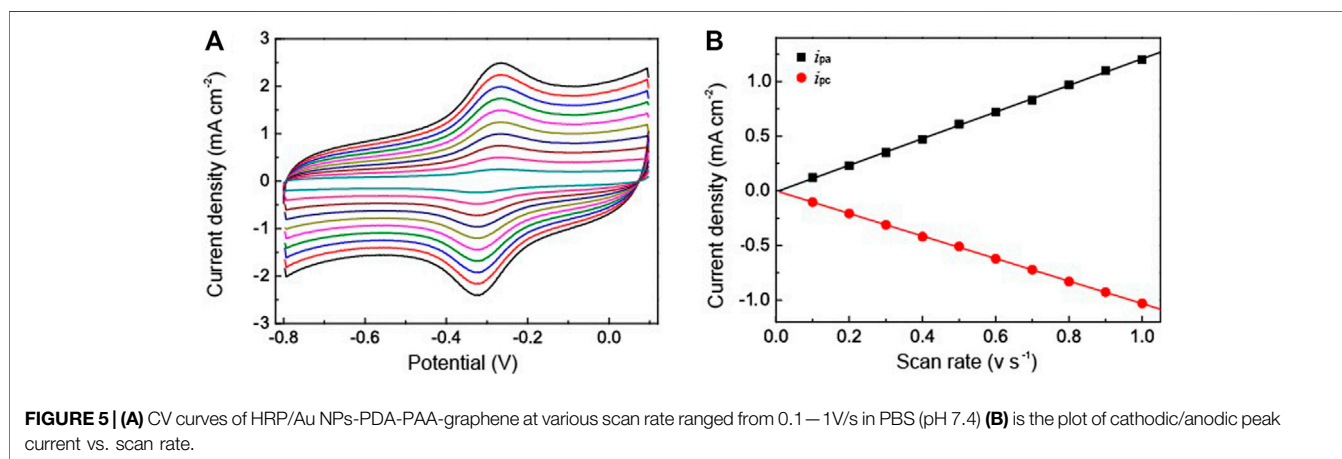 A
3
2
1
0
-1
-2
-3
Current density (mA cm⁻²)
-0.8
-0.6
-0.4
-0.2
0.0
Potential (V)
B
ipa
ipc
1.0
0.5
0.0
-0.5
-1.0
Current density (mA cm⁻²)
0.0
0.2
0.4
0.6
0.8
1.0
Scan rate (v s⁻¹)
FIGURE 5 | (A) CV curves of HRP/Au NPs-PDA-PAA-graphene at various scan rate ranged from 0.1—1V/s in PBS (pH 7.4) (B) is the plot of cathodic/anodic peak
current vs. scan rate.